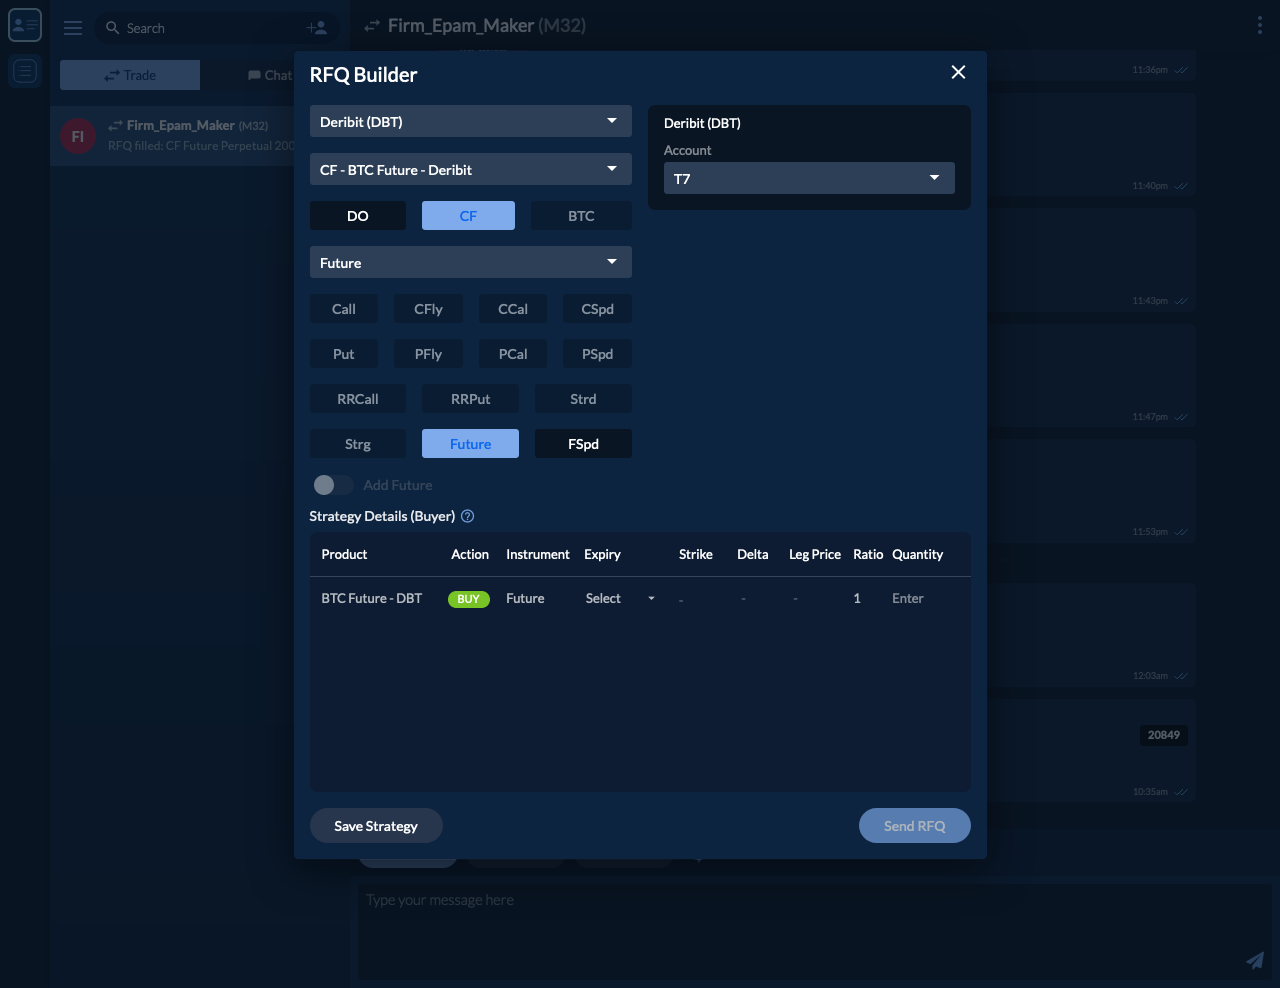 Search
Firm_Epam_Maker (M32)
Trade
Chat
FI
Firm_Epam_Maker (M32)
RFQ filled: CF Future Perpetual 200
RFQ Builder
Deribit (DBT)
CF - BTC Future - Deribit
DO CF BTC
Future
Call CFly CCal CSpd
Put PFly PCal PSpd
RRCall RRPut Strd
Strg Future FSpd
Add Future
Deribit (DBT)
Account
T7
Strategy Details (Buyer) ?
Product Action Instrument Expiry Strike Delta Leg Price Ratio Quantity
BTC Future - DBT BUY Future Select - - - 1 Enter
Save Strategy
Send RFQ
11:36pm
11:40pm
11:43pm
11:47pm
11:53pm
12:03am
20849
10:35am
Type your message here